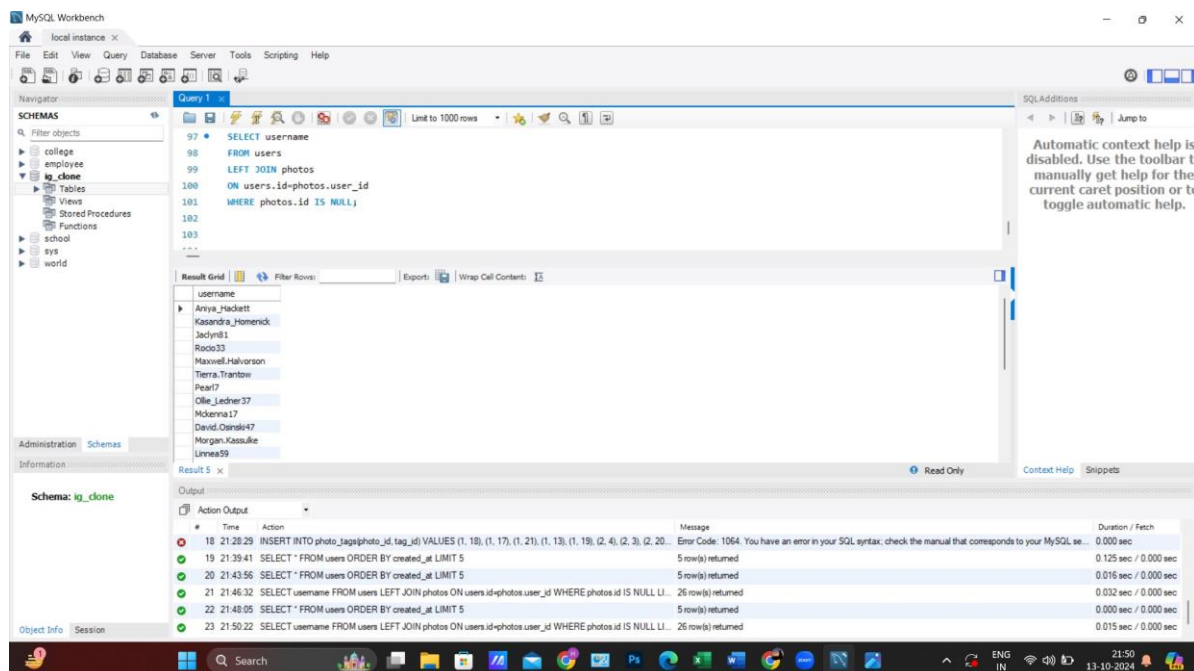 MySQL Workbench
local instance
File Edit View Query Database Server Tools Scripting Help
Navigator
SCHEMAS
Filter objects
college
employee
ig_clone
Tables
Views
Stored Procedures
Functions
school
sys
world
Administration Schemas
Information
Schema: ig_clone
Object Info Session
Query 1
Limit to 1000 rows
97 SELECT username
98 FROM users
99 LEFT JOIN photos
100 ON users.id=photos.user_id
101 WHERE photos.id IS NULL;
102
103
Result Grid Filter Rows: Export: Wrap Cell Content:
username
Aniya_Hackett
Kasandra_Homenick
Jaclyn81
Rocio33
Maxwell.Halvorson
Tierra.Trantow
Pearl7
Ollie_Ledner37
Mckenna17
David.Osinski47
Morgan.Kassulke
Linnea59
Result 5 Read Only
SQLAdditions
Jump to
Automatic context help is
disabled. Use the toolbar t
manually get help for the
current caret position or to
toggle automatic help.
Context Help Snippets
Output
Action Output
# Time Action Message Duration / Fetch
18 21:28:29 INSERT INTO photo_tags(photo_id, tag_id) VALUES (1, 18), (1, 17), (1, 21), (1, 13), (1, 19), (2, 4), (2, 3), (2, 20... Error Code: 1064. You have an error in your SQL syntax; check the manual that corresponds to your MySQL se... 0.000 sec
19 21:39:41 SELECT * FROM users ORDER BY created_at LIMIT 5 5 row(s) returned 0.125 sec / 0.000 sec
20 21:43:56 SELECT * FROM users ORDER BY created_at LIMIT 5 5 row(s) returned 0.016 sec / 0.000 sec
21 21:46:32 SELECT username FROM users LEFT JOIN photos ON users.id=photos.user_id WHERE photos.id IS NULL LI... 26 row(s) returned 0.032 sec / 0.000 sec
22 21:48:05 SELECT * FROM users ORDER BY created_at LIMIT 5 5 row(s) returned 0.000 sec / 0.000 sec
23 21:50:22 SELECT username FROM users LEFT JOIN photos ON users.id=photos.user_id WHERE photos.id IS NULL LI... 26 row(s) returned 0.015 sec / 0.000 sec
Search
ENG
IN
21:50
13-10-2024